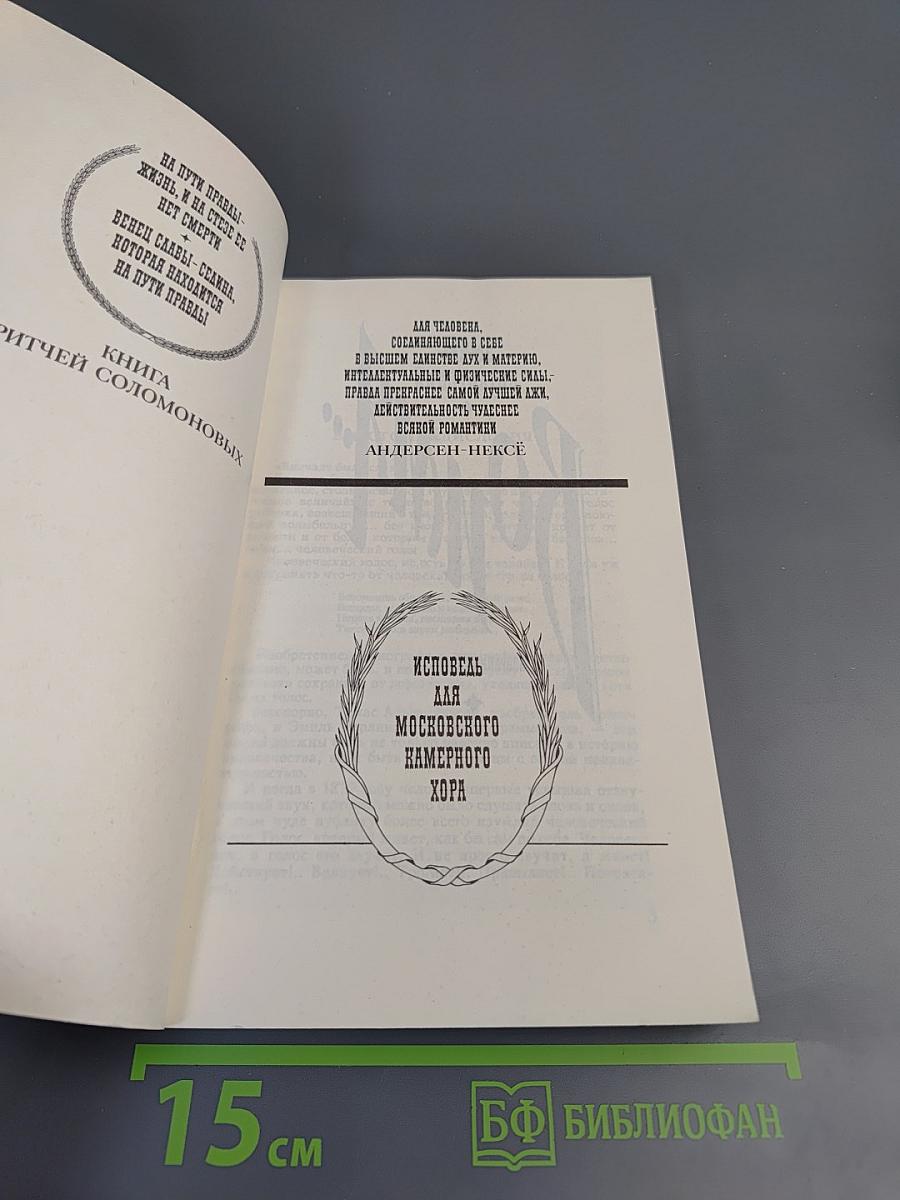 НА ПУТИ ПРАВДЫ-
ЖИЗНЬ, И НА СТЕЗЕ ЕЕ
НЕТ СМЕРТИ
ВЕНЕЦ СЛАВЫ-СЕДИНА,
КОТОРАЯ НАХОДИТСЯ
НА ПУТИ ПРАВДЫ
КНИГА
РИТЧЕЙ СОЛОМОНОВЫХ
ДЛЯ ЧЕЛОВЕКА,
СОЕДИНЯЮЩЕГО В СЕБЕ
В ВЫСШЕМ ЕДИНСТВЕ ДУХ И МАТЕРИЮ,
ИНТЕЛЛЕКТУАЛЬНЫЕ И ФИЗИЧЕСКИЕ СИЛЫ,-
ПРАВДА ПРЕКРАСНЕЕ САМОЙ ЛУЧШЕЙ ЛЖИ,
ДЕЙСТВИТЕЛЬНОСТЬ ЧУДЕСНЕЕ
ВСЯКОЙ РОМАНТИКИ
АНДЕРСЕН-НЕКСЁ
ИСПОВЕДЬ
ДЛЯ
МОСКОВСКОГО
КАМЕРНОГО
ХОРА
15 СМ
БФ БИБЛИОФАН